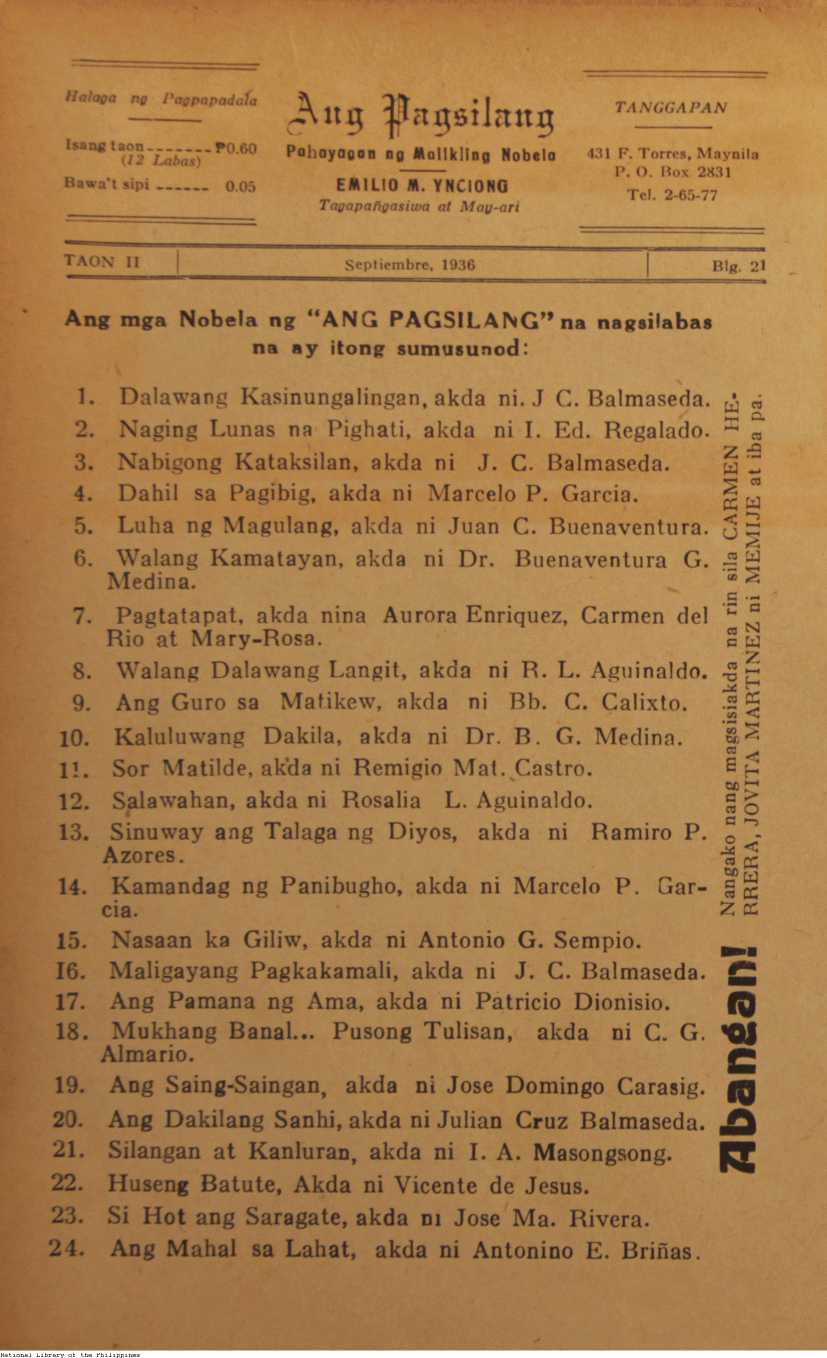 Halaga ng Pagpapadala
Isang taon ------- ₱0.60
(12 Labas)
Bawa't sipi ------ 0.05
Ang Pagsilang
Pahayagan ng Malikling Nobela
EMILIO M. YNCIONG
Tagapañgasiwa at May-ari
TANGGAPAN
431 F. Torres, Maynila
P. O. Box 2831
Tel. 2-65-77
TAON II
Septiembre, 1936
Blg. 21
Ang mga Nobela ng "ANG PAGSILANG" na nagsilabas
na ay itong sumusunod:
1. Dalawang Kasinungalingan, akda ni. J C. Balmaseda.
2. Naging Lunas na Pighati, akda ni I. Ed. Regalado.
3. Nabigong Kataksilan, akda ni J. C. Balmaseda.
4. Dahil sa Pagibig, akda ni Marcelo P. Garcia.
5. Luha ng Magulang, akda ni Juan C. Buenaventura.
6. Walang Kamatayan, akda ni Dr. Buenaventura G.
Medina.
7. Pagtatapat, akda nina Aurora Enriquez, Carmen del
Rio at Mary-Rosa.
8. Walang Dalawang Langit, akda ni R. L. Aguinaldo.
9. Ang Guro sa Matikew, akda ni Bb. C. Calixto.
10. Kaluluwang Dakila, akda ni Dr. B. G. Medina.
11. Sor Matilde, akda ni Remigio Mat. Castro.
12. Salawahan, akda ni Rosalia L. Aguinaldo.
13. Sinuway ang Talaga ng Diyos, akda ni Ramiro P.
Azores.
14. Kamandag ng Panibugho, akda ni Marcelo P. Gar-
cia.
15. Nasaan ka Giliw, akda ni Antonio G. Sempio.
16. Maligayang Pagkakamali, akda ni J. C. Balmaseda.
17. Ang Pamana ng Ama, akda ni Patricio Dionisio.
18. Mukhang Banal... Pusong Tulisan, akda ni C. G.
Almario.
19. Ang Saing-Saingan, akda ni Jose Domingo Carasig.
20. Ang Dakilang Sanhi, akda ni Julian Cruz Balmaseda.
21. Silangan at Kanluran, akda ni I. A. Masongsong.
22. Huseng Batute, Akda ni Vicente de Jesus.
23. Si Hot ang Saragate, akda ni Jose Ma. Rivera.
24. Ang Mahal sa Lahat, akda ni Antonino E. Briñas.
Abangan!
Nangako nang magsisiakda na rin sila CARMEN HE-
RRERA, JOVITA MARTINEZ ni MEMIJE at iba pa.
National Library of the Philippines